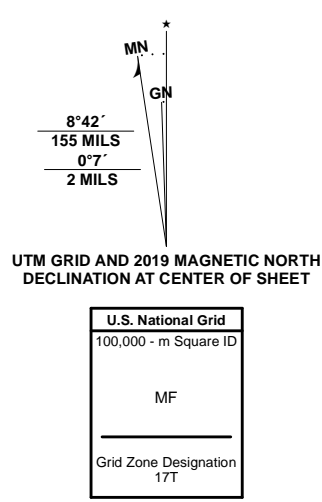 ★
MN
GN
8°42´
155 MILS
0°7´
2 MILS
UTM GRID AND 2019 MAGNETIC NORTH
DECLINATION AT CENTER OF SHEET
U.S. National Grid
100,000 - m Square ID
MF
Grid Zone Designation
17T